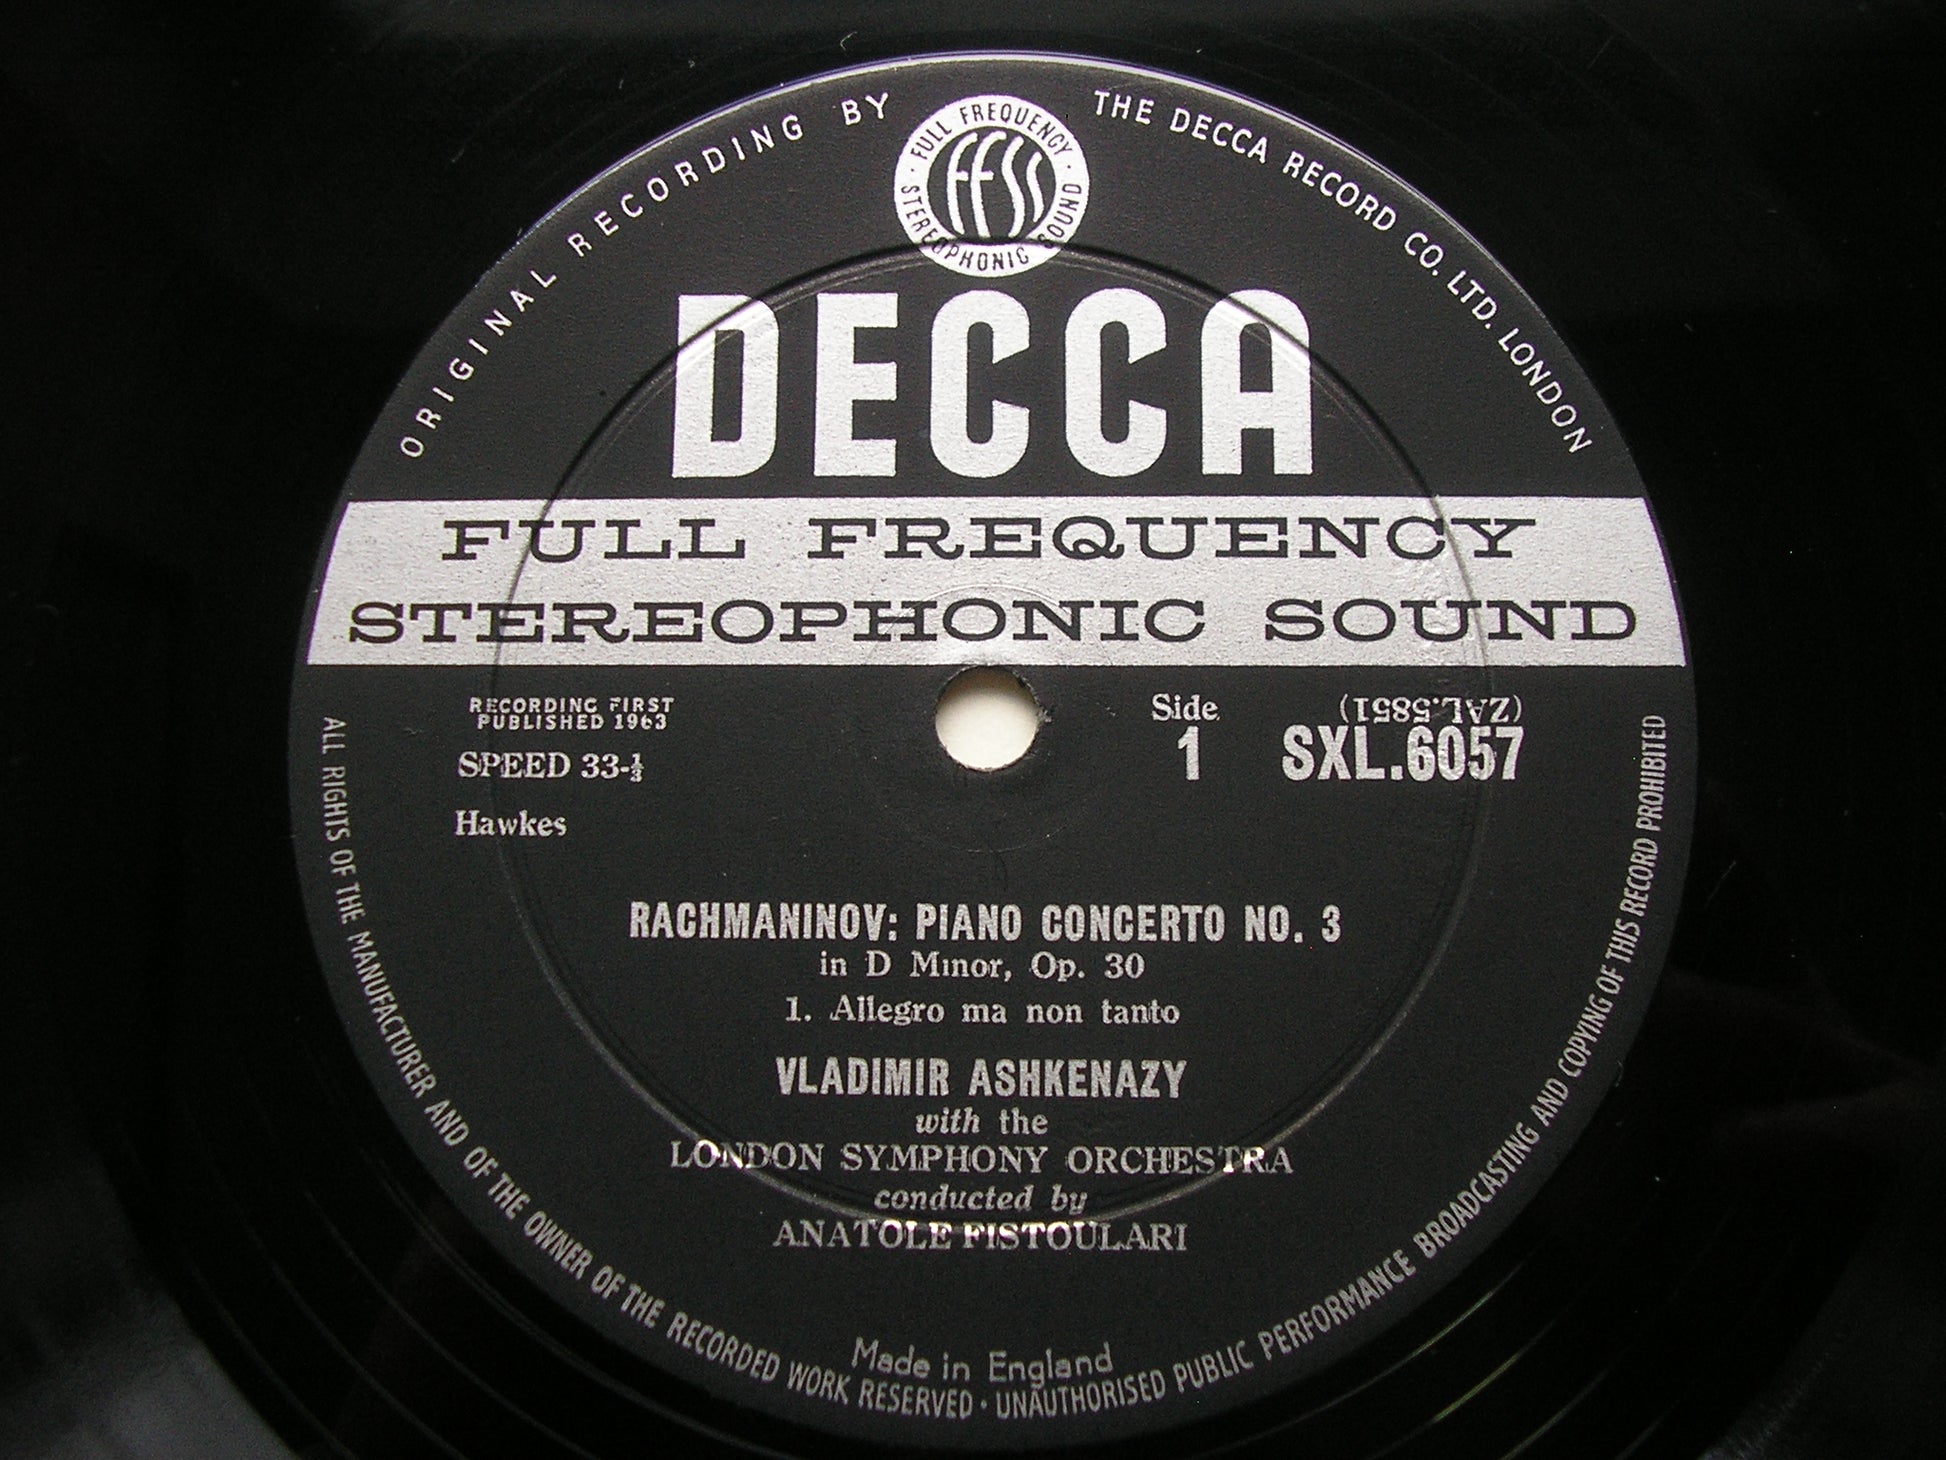 ORIGINAL RECORDING BY THE DECCA RECORD CO. LTD. LONDON
FULL FREQUENCY
FFSS
STEREOPHONIC SOUND
DECCA
FULL FREQUENCY
STEREOPHONIC SOUND
RECORDING FIRST
PUBLISHED 1963
SPEED 33-⅓
Hawkes
Side
1
(ZAL.5851)
SXL.6057
RACHMANINOV: PIANO CONCERTO NO. 3
in D Minor, Op. 30
1. Allegro ma non tanto
VLADIMIR ASHKENAZY
with the
LONDON SYMPHONY ORCHESTRA
conducted by
ANATOLE FISTOULARI
Made in England
ALL RIGHTS OF THE MANUFACTURER AND OF THE OWNER OF THE RECORDED WORK RESERVED · UNAUTHORISED PUBLIC PERFORMANCE BROADCASTING AND COPYING OF THIS RECORD PROHIBITED